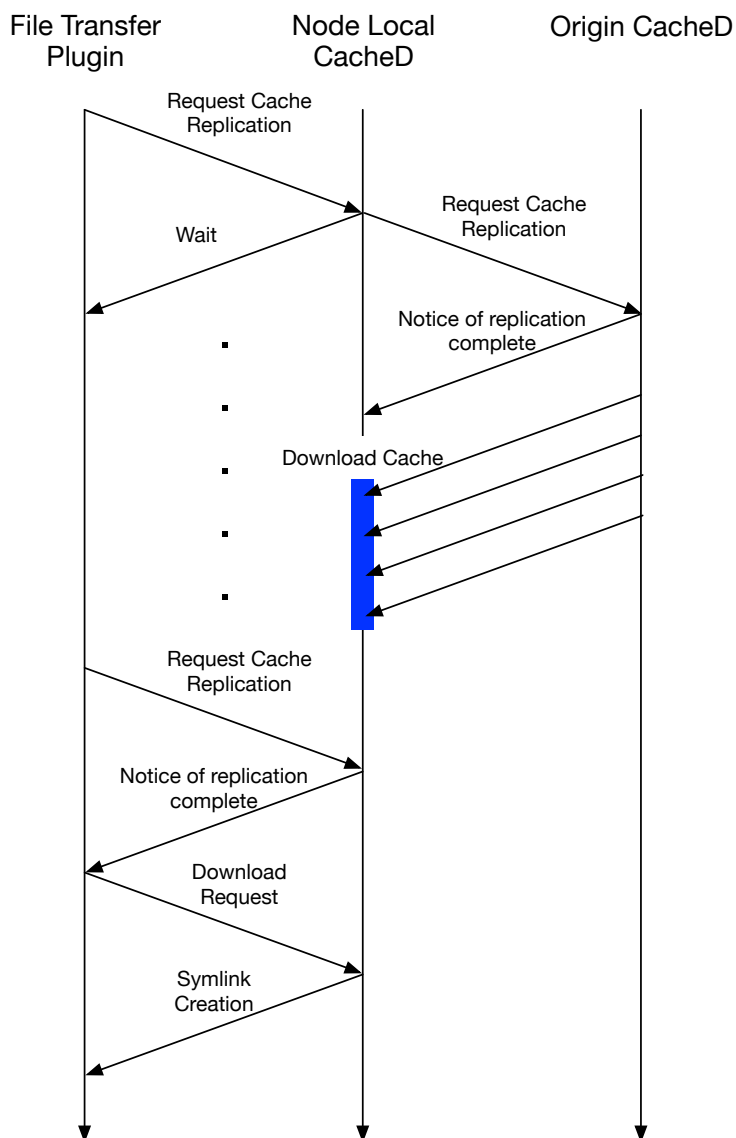 File Transfer
Plugin
Node Local
CacheD
Origin CacheD
Request Cache
Replication
Request Cache
Replication
Wait
Notice of replication
complete
Download Cache
Request Cache
Replication
Notice of replication
complete
Download
Request
Symlink
Creation